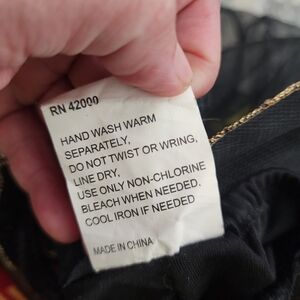 RN 42000
HAND WASH WARM
SEPARATELY,
DO NOT TWIST OR WRING,
LINE DRY,
USE ONLY NON-CHLORINE
BLEACH WHEN NEEDED.
COOL IRON IF NEEDED
MADE IN CHINA